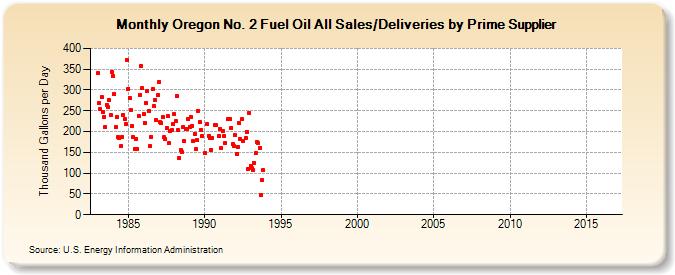 Monthly Oregon No. 2 Fuel Oil All Sales/Deliveries by Prime Supplier
Thousand Gallons per Day
400
350
300
250
200
150
100
50
0
1985 1990 1995 2000 2005 2010 2015
Source: U.S. Energy Information Administration